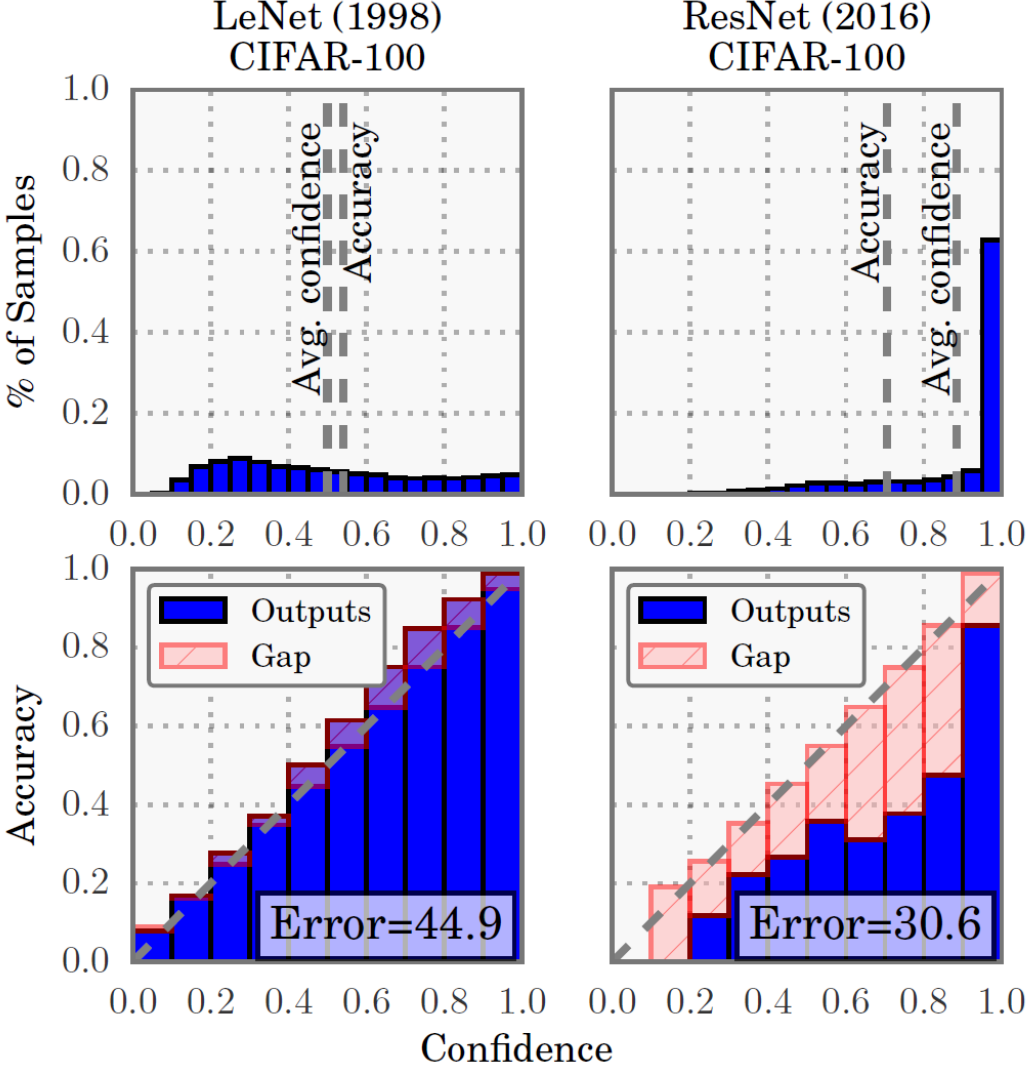 LeNet (1998)
CIFAR-100
ResNet (2016)
CIFAR-100
% of Samples
1.0
0.8
0.6
0.4
0.2
0.0
Avg. confidence
Accuracy
Accuracy
Avg. confidence
0.0 0.2 0.4 0.6 0.8 1.0
0.0 0.2 0.4 0.6 0.8 1.0
Accuracy
1.0
0.8
0.6
0.4
0.2
0.0
Outputs
Gap
Error=44.9
Outputs
Gap
Error=30.6
0.0 0.2 0.4 0.6 0.8 1.0
0.0 0.2 0.4 0.6 0.8 1.0
Confidence